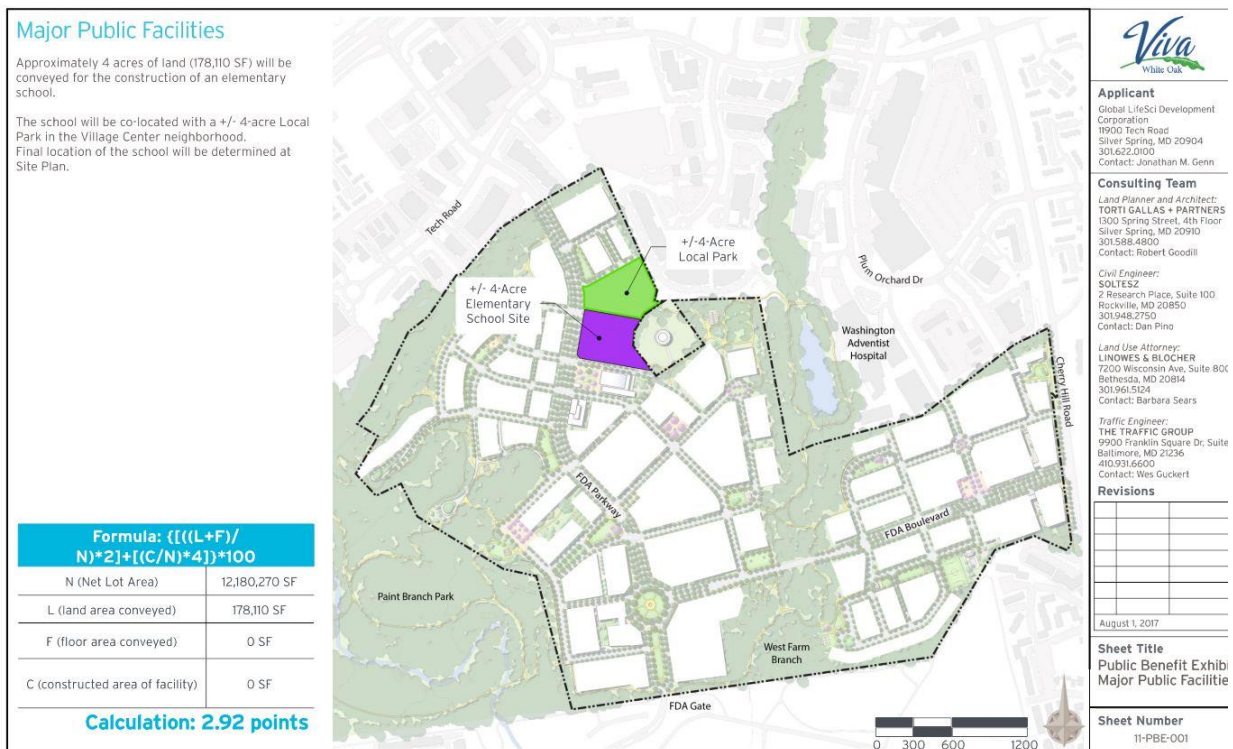 Major Public Facilities
Approximately 4 acres of land (178,110 SF) will be
conveyed for the construction of an elementary
school.
The school will be co-located with a +/- 4-acre Local
Park in the Village Center neighborhood.
Final location of the school will be determined at
Site Plan.
Formula: {[((L+F)/
N)*2]+[(C/N)*4]}*100
N (Net Lot Area) 12,180,270 SF
L (land area conveyed) 178,110 SF
F (floor area conveyed) 0 SF
C (constructed area of facility) 0 SF
Calculation: 2.92 points
Tech Road
+/-4-Acre
Local Park
+/- 4-Acre
Elementary
School Site
Plum Orchard Dr
Washington
Adventist
Hospital
Cherry Hill Road
FDA Parkway
FDA Boulevard
Paint Branch Park
West Farm
Branch
FDA Gate
0 300 600 1200
Viva
White Oak
Applicant
Global LifeSci Development
Corporation
11900 Tech Road
Silver Spring, MD 20904
301.622.0100
Contact: Jonathan M. Genn
Consulting Team
Land Planner and Architect:
TORTI GALLAS + PARTNERS
1300 Spring Street, 4th Floor
Silver Spring, MD 20910
301.588.4800
Contact: Robert Goodill
Civil Engineer:
SOLTESZ
2 Research Place, Suite 100
Rockville, MD 20850
301.948.2750
Contact: Dan Pino
Land Use Attorney:
LINOWES & BLOCHER
7200 Wisconsin Ave, Suite 800
Bethesda, MD 20814
301.961.5124
Contact: Barbara Sears
Traffic Engineer:
THE TRAFFIC GROUP
9900 Franklin Square Dr, Suite
Baltimore, MD 21236
410.931.6600
Contact: Wes Guckert
Revisions
August 1, 2017
Sheet Title
Public Benefit Exhibi
Major Public Facilitie
Sheet Number
11-PBE-001